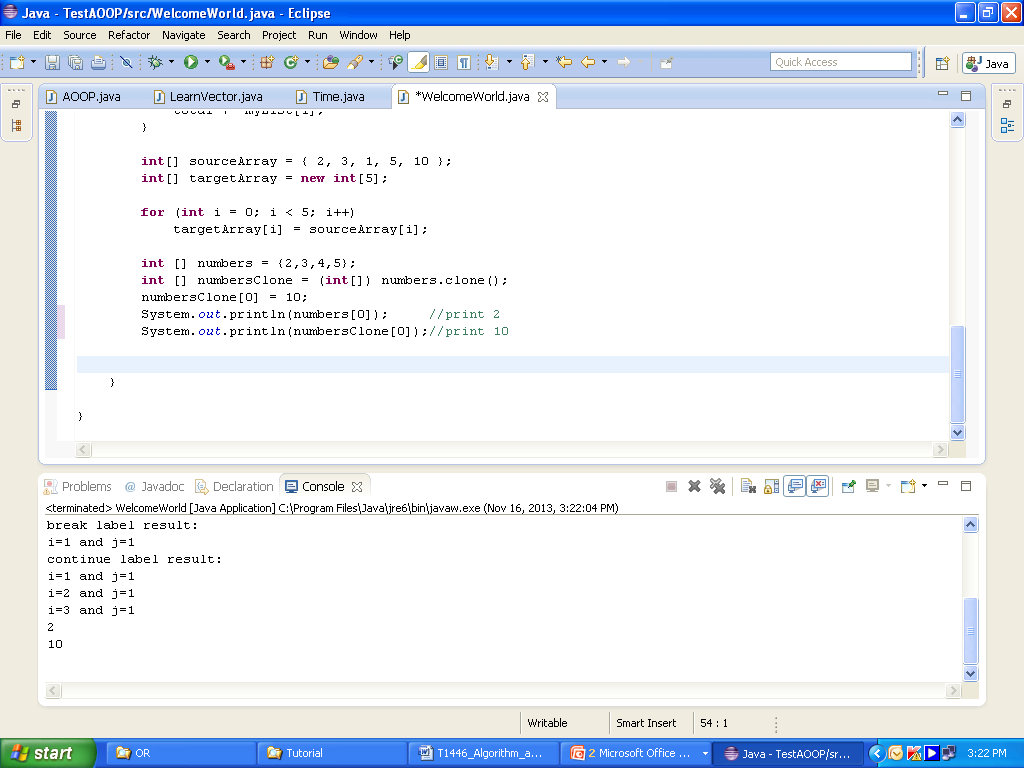 Java - TestAOOP/src/WelcomeWorld.java - Eclipse
File Edit Source Refactor Navigate Search Project Run Window Help
Quick Access
Java
AOOP.java LearnVector.java Time.java *WelcomeWorld.java
}
int[] sourceArray = { 2, 3, 1, 5, 10 };
int[] targetArray = new int[5];
for (int i = 0; i < 5; i++)
targetArray[i] = sourceArray[i];
int [] numbers = {2,3,4,5};
int [] numbersClone = (int[]) numbers.clone();
numbersClone[0] = 10;
System.out.println(numbers[0]); //print 2
System.out.println(numbersClone[0]);//print 10
}
}
Problems @ Javadoc Declaration Console
<terminated> WelcomeWorld [Java Application] C:\Program Files\Java\jre6\bin\javaw.exe (Nov 16, 2013, 3:22:04 PM)
break label result:
i=1 and j=1
continue label result:
i=1 and j=1
i=2 and j=1
i=3 and j=1
2
10
Writable Smart Insert 54 : 1
start OR Tutorial T1446_Algorithm_a... 2 Microsoft Office ... Java - TestAOOP/sr... 3:22 PM